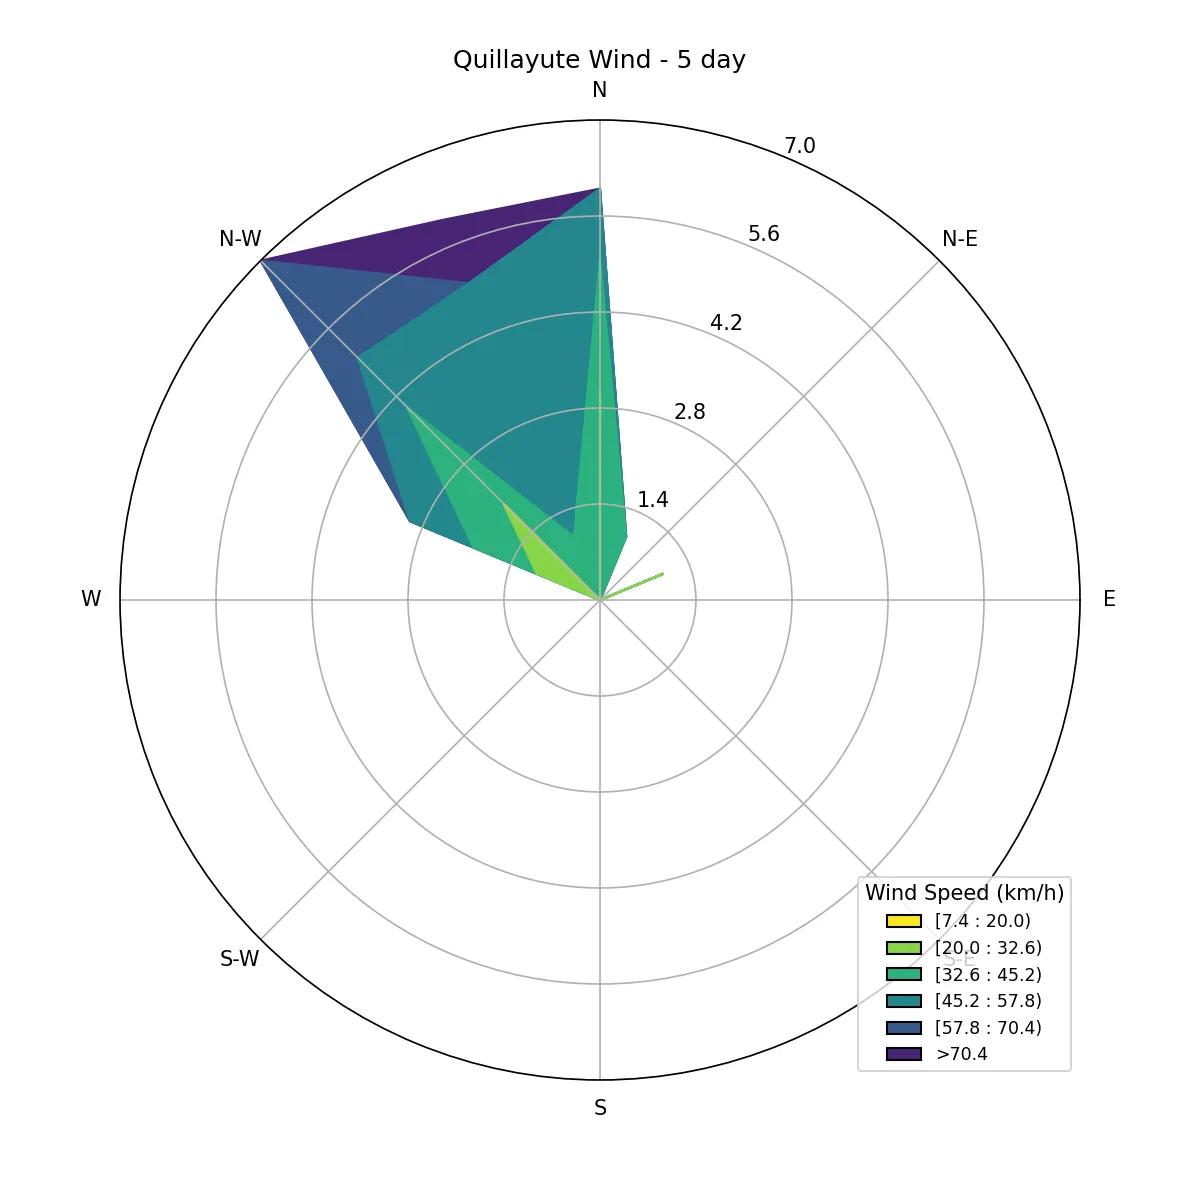 Quillayute Wind - 5 day
N
7.0
5.6
N-W
N-E
4.2
2.8
1.4
W
E
Wind Speed (km/h)
[7.4 : 20.0)
[20.0 : 32.6)
S-W
S-E
[32.6 : 45.2)
[45.2 : 57.8)
[57.8 : 70.4)
>70.4
S